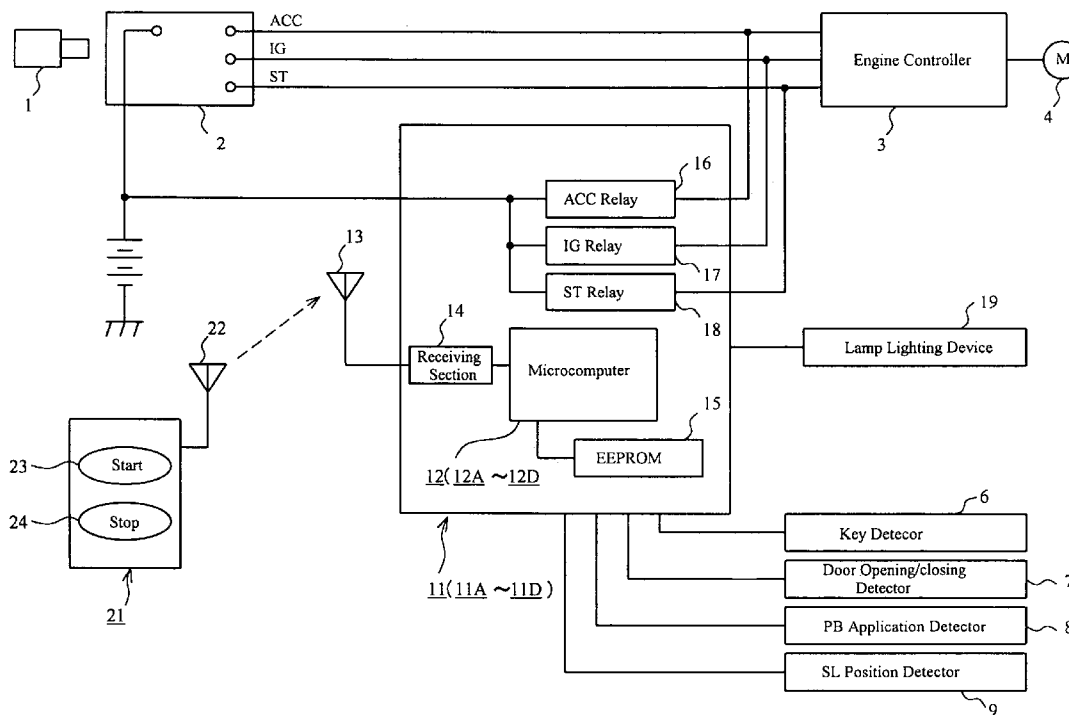 ACC
IG
ST
1
2
Engine Controller
3
M
4
16
ACC Relay
IG Relay
17
ST Relay
18
13
14
Receiving
Section
Microcomputer
15
EEPROM
12(12A～12D
19
Lamp Lighting Device
22
23
Start
24
Stop
21
11(11A～11D)
6
Key Detecor
Door Opening/closing
Detector
7
PB Application Detector
8
SL Position Detector
9